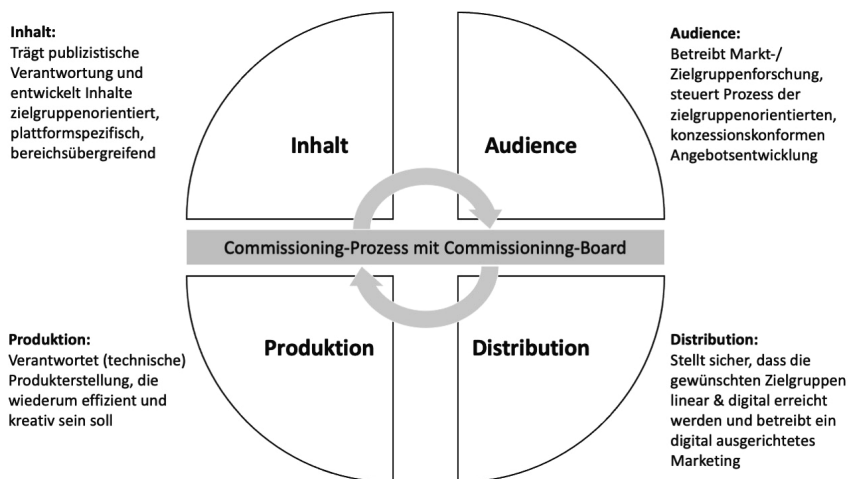 Inhalt:
Trägt publizistische
Verantwortung und
entwickelt Inhalte
zielgruppenorientiert,
plattformspezifisch,
bereichsübergreifend
Audience:
Betreibt Markt-/
Zielgruppenforschung,
steuert Prozess der
zielgruppenorientierten,
konzessionskonformen
Angebotsentwicklung
Inhalt
Audience
Commissioning-Prozess mit Commissioninng-Board
Produktion
Distribution
Produktion:
Verantwortet (technische)
Produkterstellung, die
wiederum effizient und
kreativ sein soll
Distribution:
Stellt sicher, dass die
gewünschten Zielgruppen
linear & digital erreicht
werden und betreibt ein
digital ausgerichtetes
Marketing